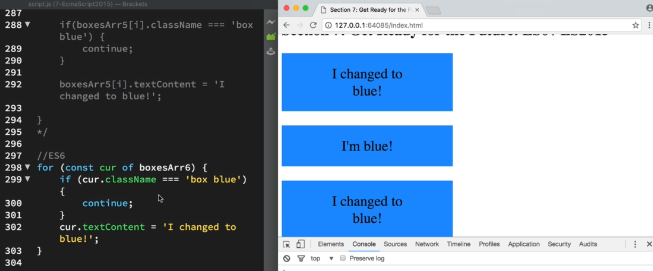 script.js (7-EcmaScript2015) — Brackets
287
288 if(boxesArr5[i].className === 'box
blue') {
289 continue;
290 }
291
292 boxesArr5[i].textContent = 'I
changed to blue!';
293
294 }
295 */
296
297 //ES6
298 for (const cur of boxesArr6) {
299 if (cur.className === 'box blue')
{
300 continue;
301 }
302 cur.textContent = 'I changed to
blue!';
303 }
304
Section 7: Get Ready for the F
127.0.0.1:64085/index.html
I changed to
blue!
I'm blue!
I changed to
blue!
Elements Console Sources Network Timeline Profiles Application Security Audits
top Preserve log